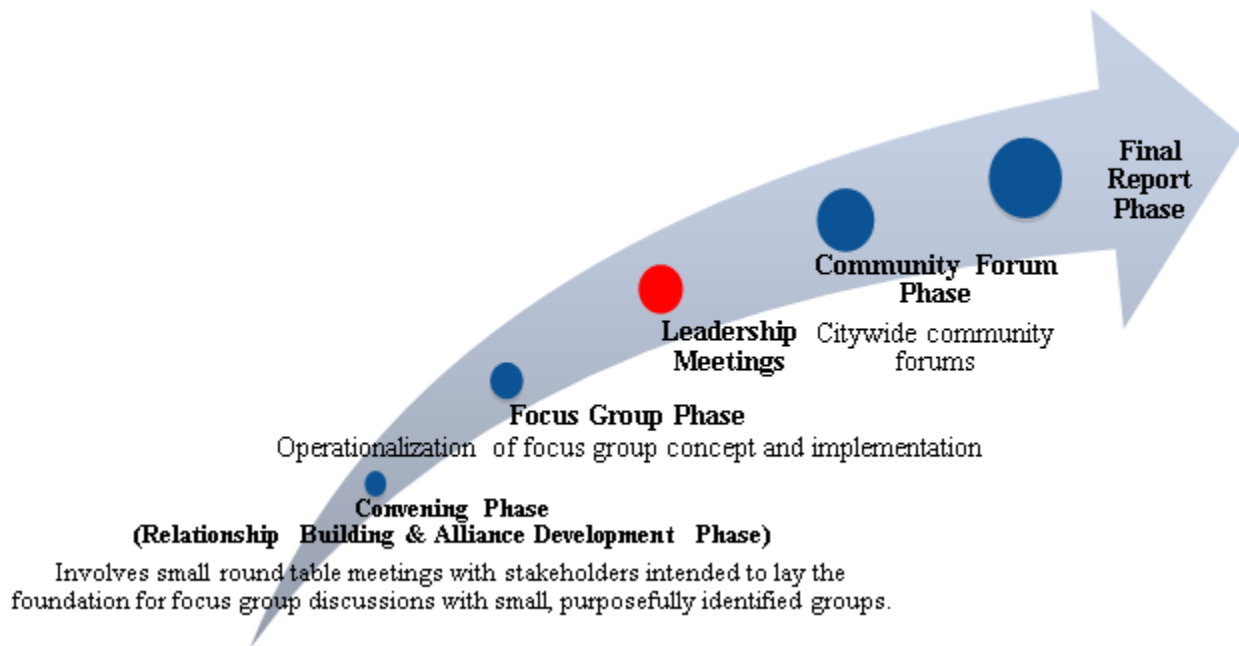 Final
Report
Phase
Community Forum
Phase
Citywide community
forums
Leadership
Meetings
Focus Group Phase
Operationalization of focus group concept and implementation
Convening Phase
(Relationship Building & Alliance Development Phase)
Involves small round table meetings with stakeholders intended to lay the
foundation for focus group discussions with small, purposefully identified groups.